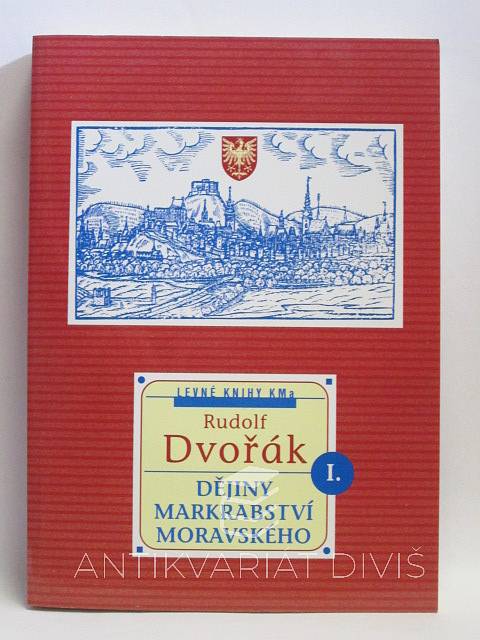 LEVNÉ KNIHY KMa
Rudolf
Dvořák
I.
DĚJINY
MARKRABSTVÍ
MORAVSKÉHO
ANTIKVARIÁT DIVIŠ